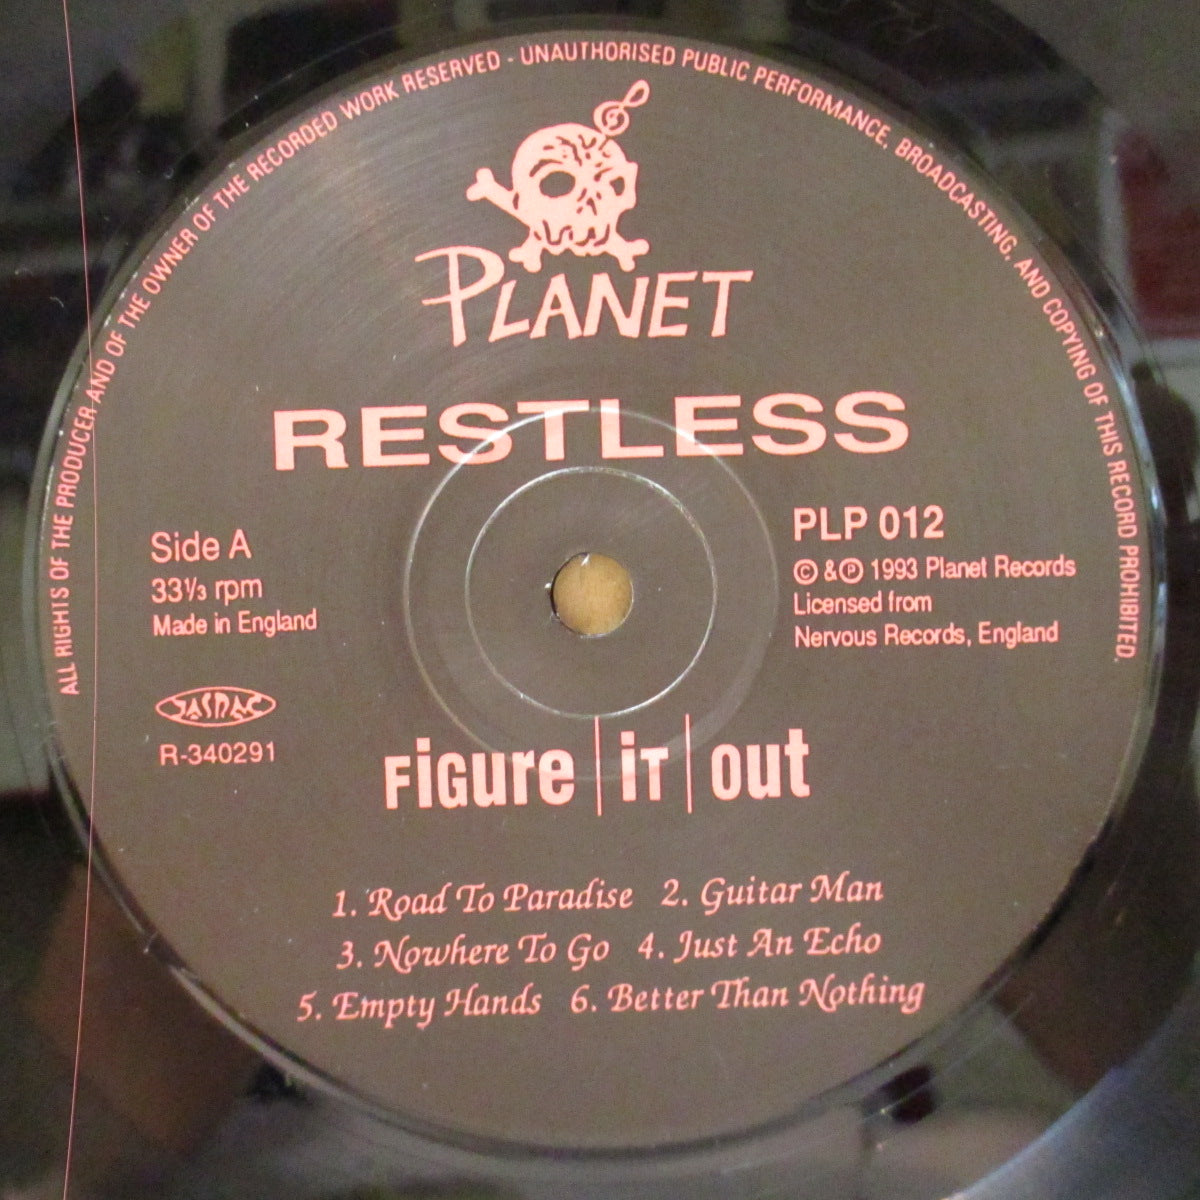 ALL RIGHTS OF THE PRODUCER AND OF THE OWNER OF THE RECORDED WORK RESERVED - UNAUTHORISED PUBLIC PERFORMANCE, BROADCASTING, AND COPYING OF THIS RECORD PROHIBITED.
PLANET
RESTLESS
Side A
33⅓ rpm
Made in England
PLP 012
© & ℗ 1993 Planet Records
Licensed from
Nervous Records, England
JASRAC
R-340291
FiGure | iT | out
1. Road To Paradise 2. Guitar Man
3. Nowhere To Go 4. Just An Echo
5. Empty Hands 6. Better Than Nothing